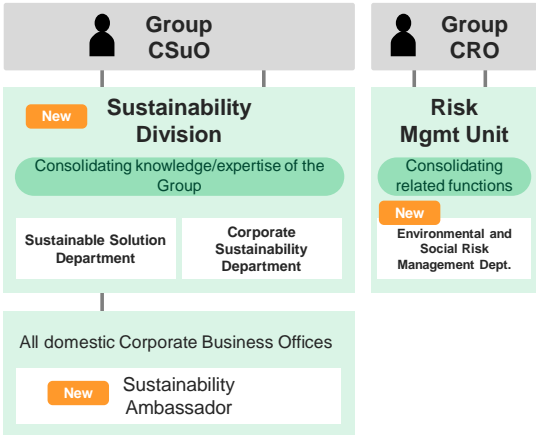 Group
CSuO
New
Sustainability
Division
Consolidating knowledge/expertise of the
Group
Sustainable Solution
Department
Corporate
Sustainability
Department
All domestic Corporate Business Offices
New
Sustainability
Ambassador
Group
CRO
Risk
Mgmt Unit
Consolidating
related functions
New
Environmental and
Social Risk
Management Dept.